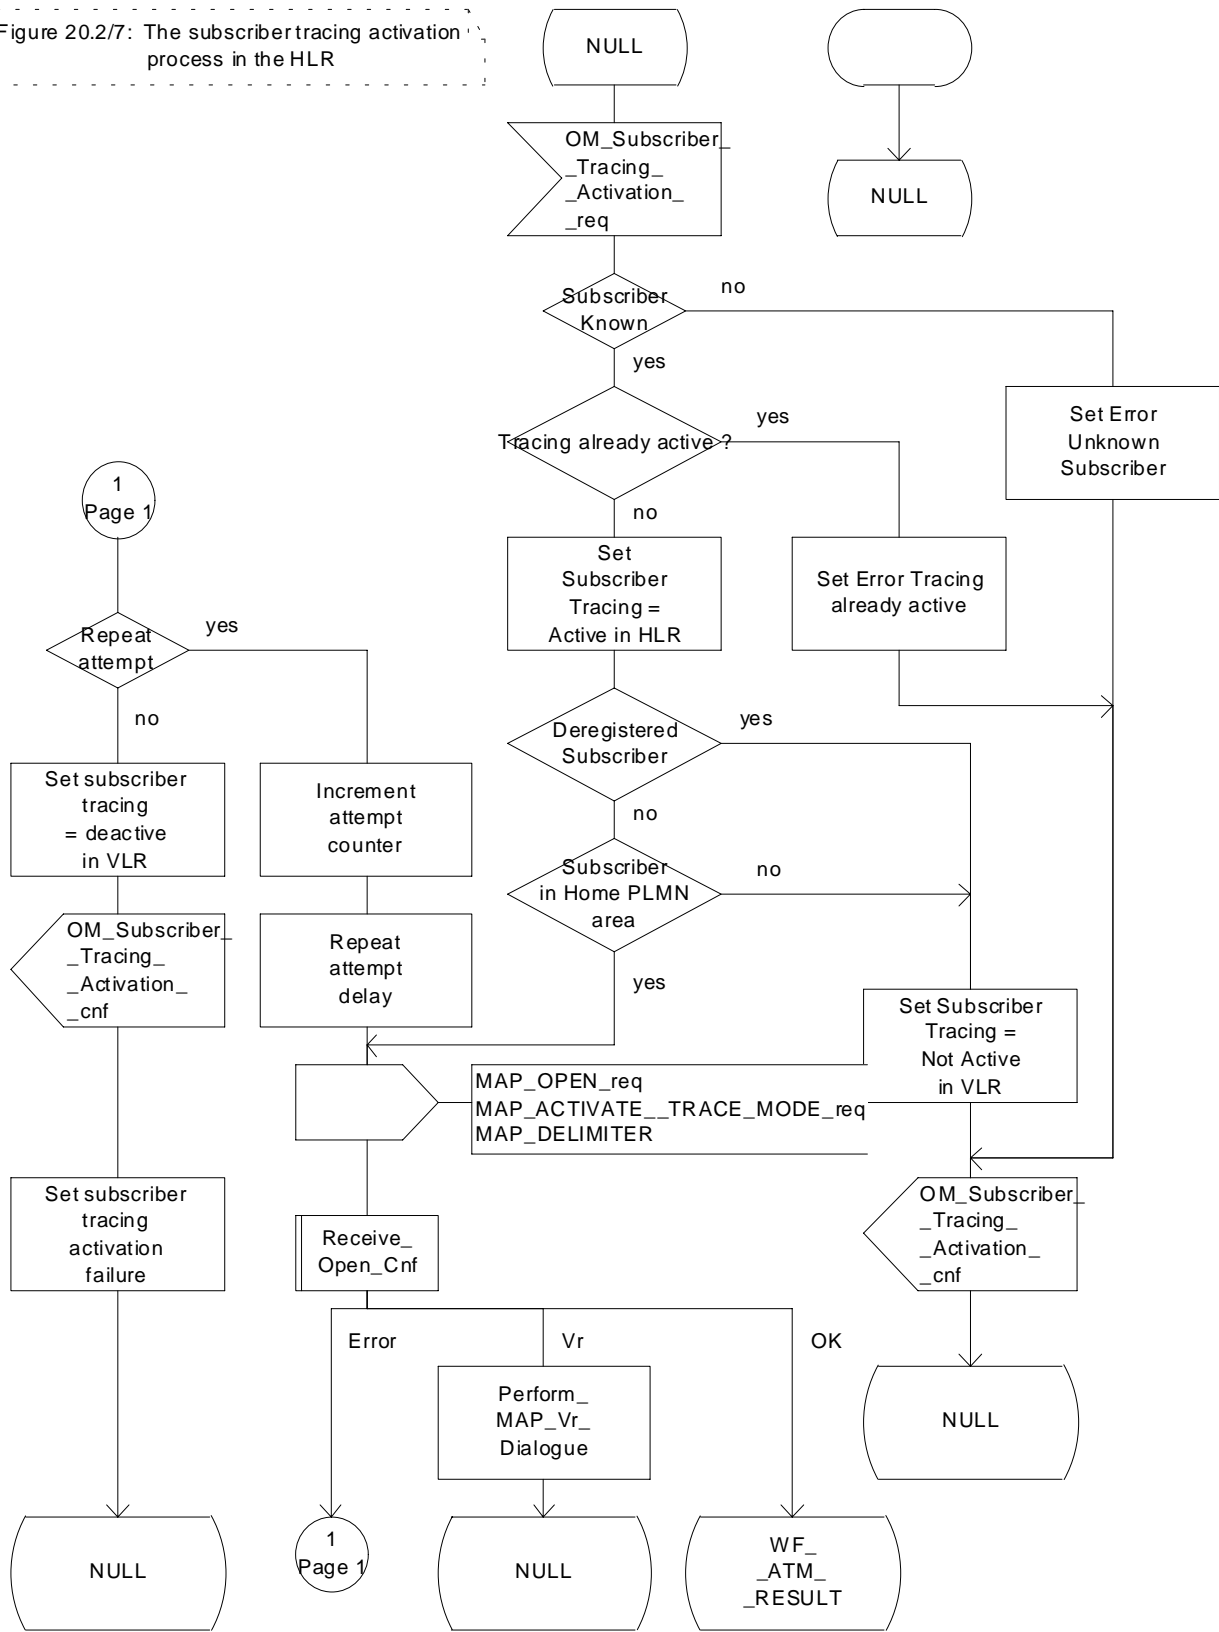 Figure 20.2/7: The subscriber tracing activation
process in the HLR
NULL
OM_Subscriber_
_Tracing_
_Activation_
_req
NULL
Subscriber
Known
no
yes
Tracing already active ?
yes
no
Set Error
Unknown
Subscriber
1
Page 1
Set
Subscriber
Tracing =
Active in HLR
Set Error Tracing
already active
Repeat
attempt
yes
no
Deregistered
Subscriber
yes
no
Set subscriber
tracing
= deactive
in VLR
Increment
attempt
counter
Subscriber
in Home PLMN
area
no
yes
OM_Subscriber_
_Tracing_
_Activation_
_cnf
Repeat
attempt
delay
Set Subscriber
Tracing =
Not Active
in VLR
MAP_OPEN_req
MAP_ACTIVATE__TRACE_MODE_req
MAP_DELIMITER
Set subscriber
tracing
activation
failure
Receive_
Open_Cnf
OM_Subscriber_
_Tracing_
_Activation_
_cnf
Error
Vr
OK
Perform_
MAP_Vr_
Dialogue
NULL
NULL
1
Page 1
NULL
WF_
_ATM_
_RESULT